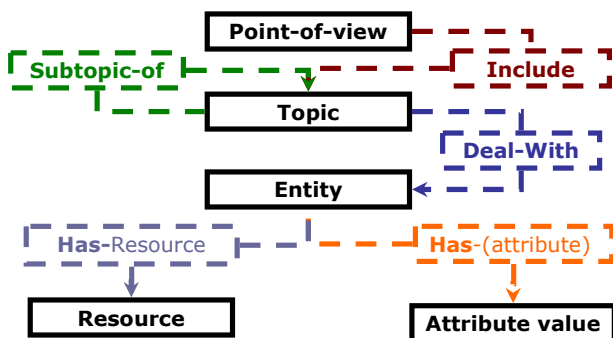 Point-of-view
Subtopic-of
Include
Topic
Deal-With
Entity
Has-Resource
Has-(attribute)
Resource
Attribute value